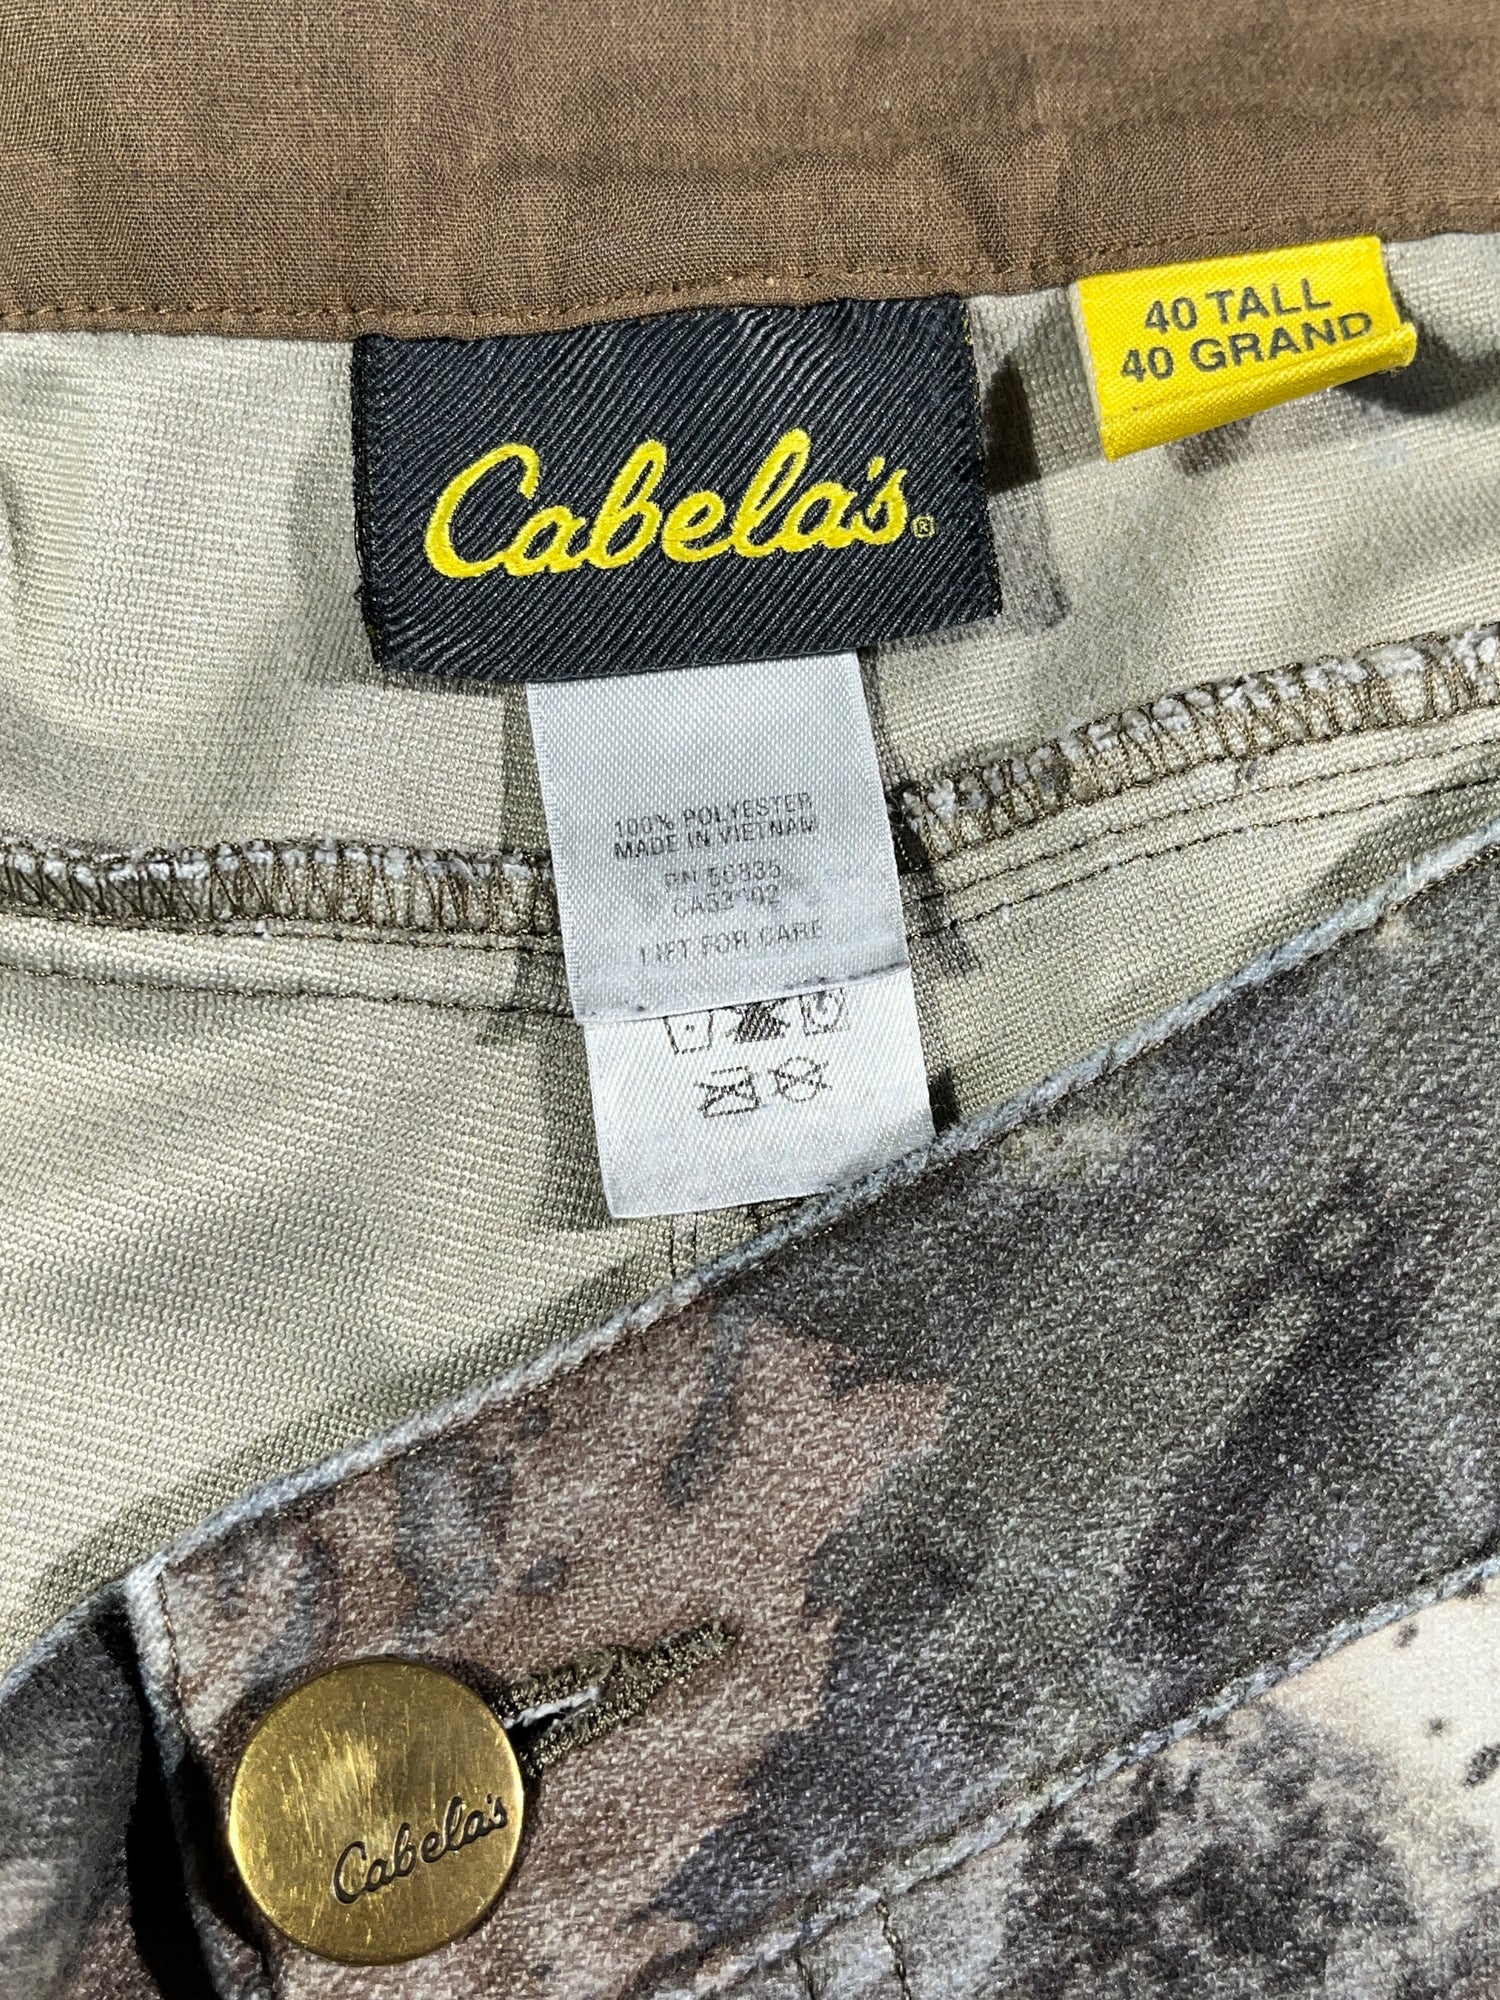 Cabela's®
40 TALL
40 GRAND
100% POLYESTER
MADE IN VIETNAM
RN 56835
LIFT FOR CARE
Cabela's